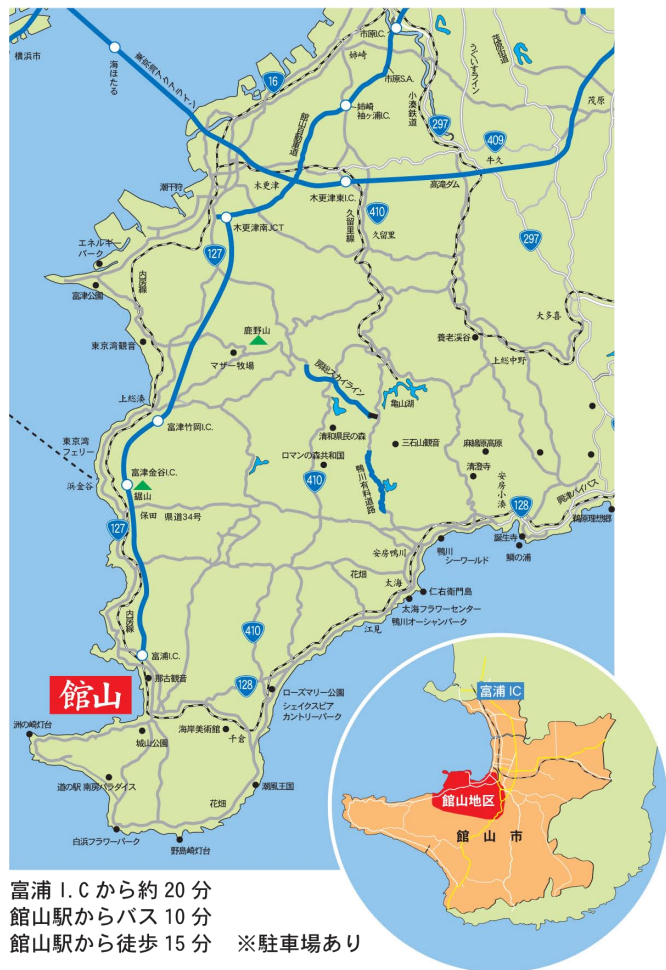 横浜市
海ほたる
東京湾アクアライン
市原I.C.
姉崎
市原S.A.
うぐいすライン
茂原街道
16
姉崎
袖ヶ浦I.C.
小湊鉄道
297
茂原
館山自動車道
409
牛久
潮干狩
木更津
木更津東I.C.
高滝ダム
木更津南JCT
久留里線
410
久留里
297
エネルギー
パーク
127
富津公園
内房線
鹿野山
大多喜
東京湾観音
マザー牧場
養老渓谷
上総中野
房総スカイライン
上総湊
亀山湖
富津竹岡I.C.
清和県民の森
三石山観音
麻綿原高原
東京湾
フェリー
ロマンの森共和国
清澄寺
富津金谷I.C.
浜金谷
鋸山
410
鴨川有料道路
安房小湊
興津バイパス
128
127
保田
県道34号
誕生寺
鵜原理想郷
安房鴨川
鴨川
シーワールド
鯛の浦
花畑
太海
仁右衛門島
内房線
太海フラワーセンター
410
江見
鴨川オーシャンパーク
富浦I.C.
那古観音
128
ローズマリー公園
シェイクスピア
カントリーパーク
館山
洲の崎灯台
城山公園
海岸美術館
千倉
道の駅 南房パラダイス
花畑
潮風王国
白浜フラワーパーク
野島崎灯台
富浦 IC
館山地区
館山市
富浦 I.C から約 20 分
館山駅からバス 10 分
館山駅から徒歩 15 分 ※駐車場あり